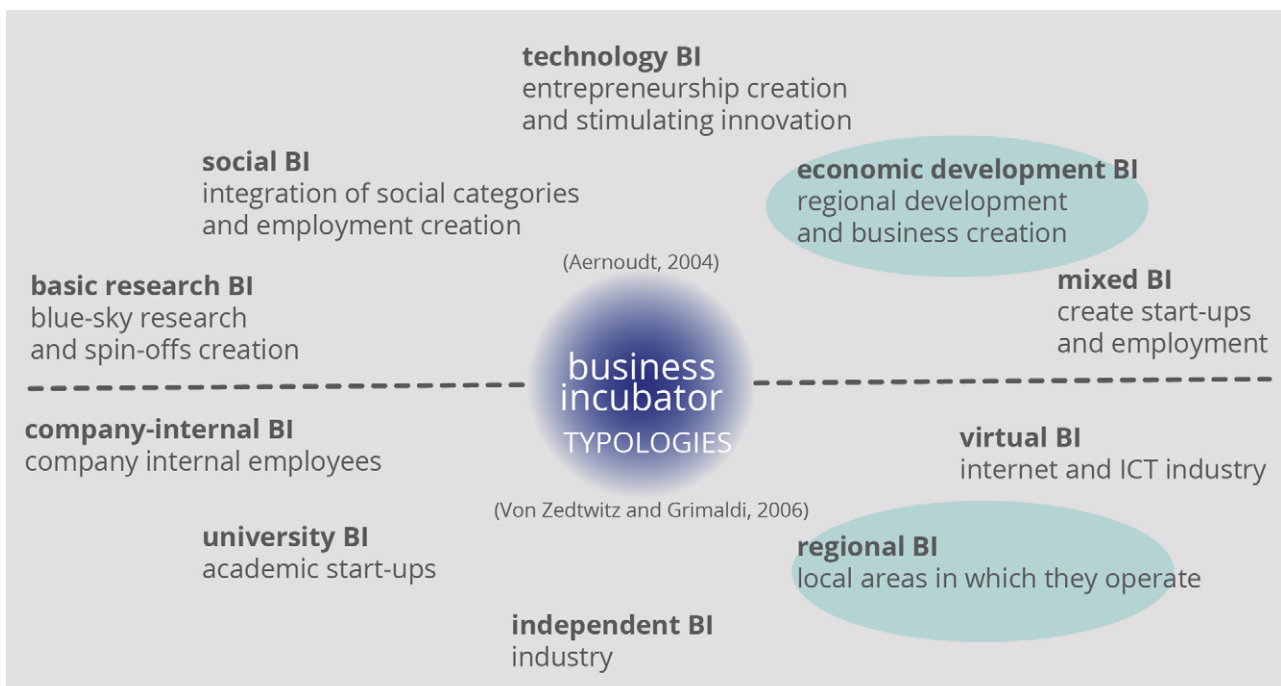 technology BI
entrepreneurship creation
and stimulating innovation
social BI
integration of social categories
and employment creation
economic development BI
regional development
and business creation
(Aernoudt, 2004)
basic research BI
blue-sky research
and spin-offs creation
mixed BI
create start-ups
and employment
business
incubator
TYPOLOGIES
company-internal BI
company internal employees
virtual BI
internet and ICT industry
(Von Zedtwitz and Grimaldi, 2006)
university BI
academic start-ups
regional BI
local areas in which they operate
independent BI
industry